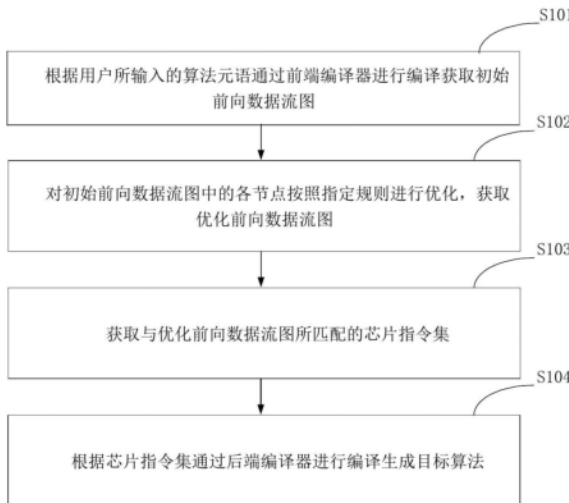 S101
根据用户所输入的算法元语通过前端编译器进行编译获取初始
前向数据流图
S102
对初始前向数据流图中的各节点按照指定规则进行优化，获取
优化前向数据流图
S103
获取与优化前向数据流图所匹配的芯片指令集
S104
根据芯片指令集通过后端编译器进行编译生成目标算法